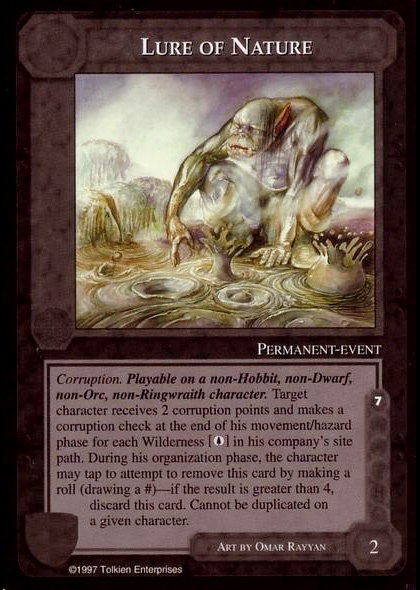 LURE OF NATURE
PERMANENT-EVENT
Corruption. Playable on a non-Hobbit, non-Dwarf,
non-Orc, non-Ringwraith character. Target
character receives 2 corruption points and makes a
corruption check at the end of his movement/hazard
phase for each Wilderness [] in his company's site
path. During his organization phase, the character
may tap to attempt to remove this card by making a
roll (drawing a #)—if the result is greater than 4,
discard this card. Cannot be duplicated on
a given character.
7
ART BY OMAR RAYYAN
2
©1997 Tolkien Enterprises